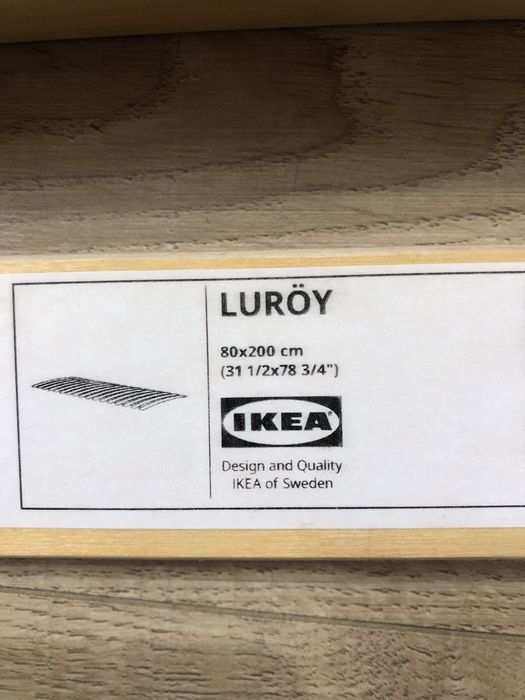 LURÖY
80x200 cm
(31 1/2x78 3/4")
IKEA
Design and Quality
IKEA of Sweden